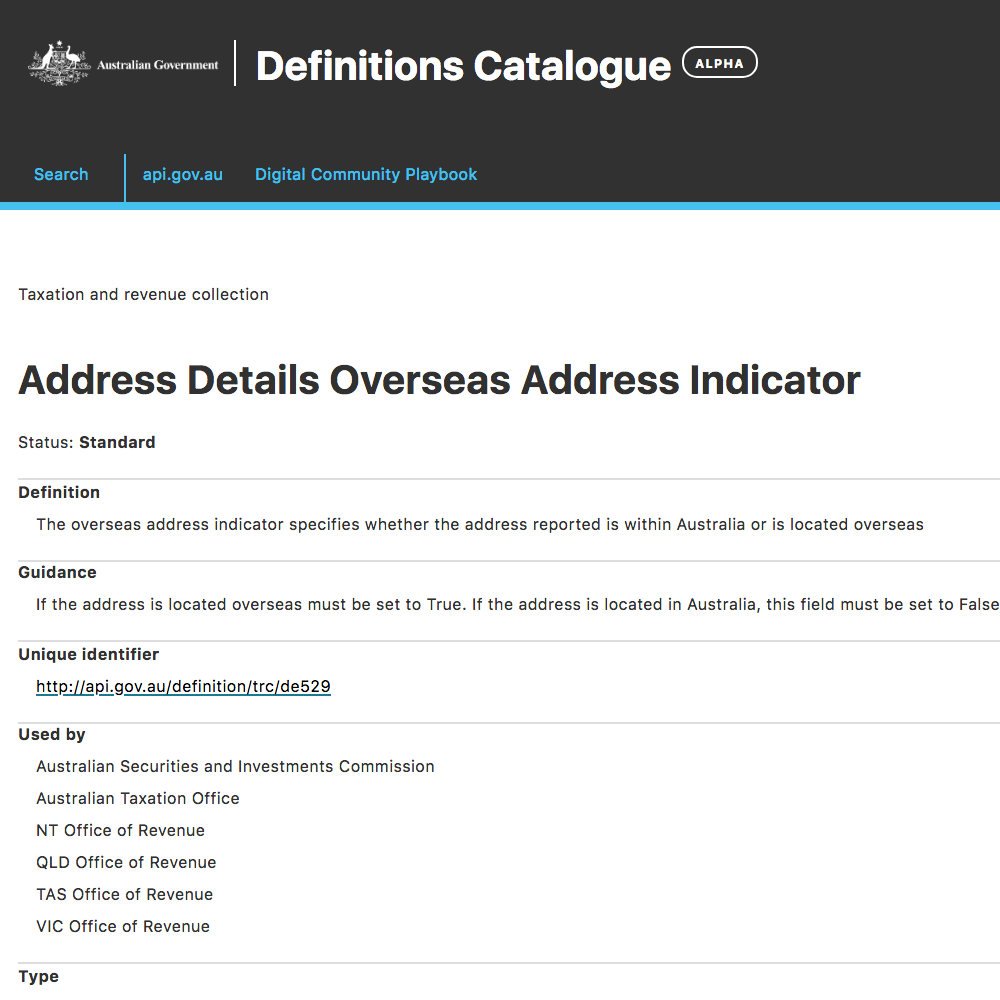 Australian Government
Definitions Catalogue
ALPHA
Search
api.gov.au
Digital Community Playbook
Taxation and revenue collection
Address Details Overseas Address Indicator
Status: Standard
Definition
The overseas address indicator specifies whether the address reported is within Australia or is located overseas
Guidance
If the address is located overseas must be set to True. If the address is located in Australia, this field must be set to False
Unique identifier
http://api.gov.au/definition/trc/de529
Used by
Australian Securities and Investments Commission
Australian Taxation Office
NT Office of Revenue
QLD Office of Revenue
TAS Office of Revenue
VIC Office of Revenue
Type